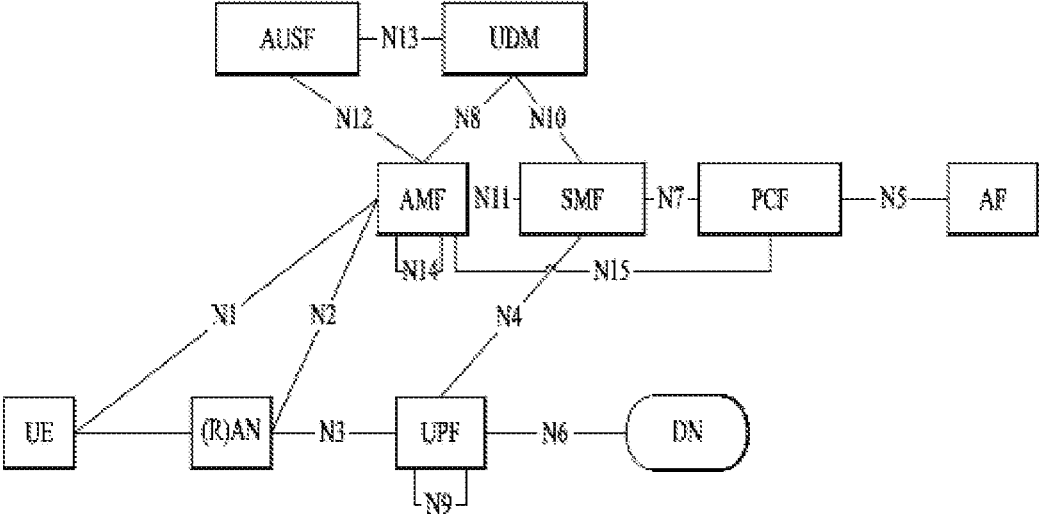 AUSF N13 UDM
N12 N8 N10
AMF N11 SMF N7 PCF N5 AF
N14 N15
N1 N2 N4
UE (R)AN N3 UPF N6 DN
N9